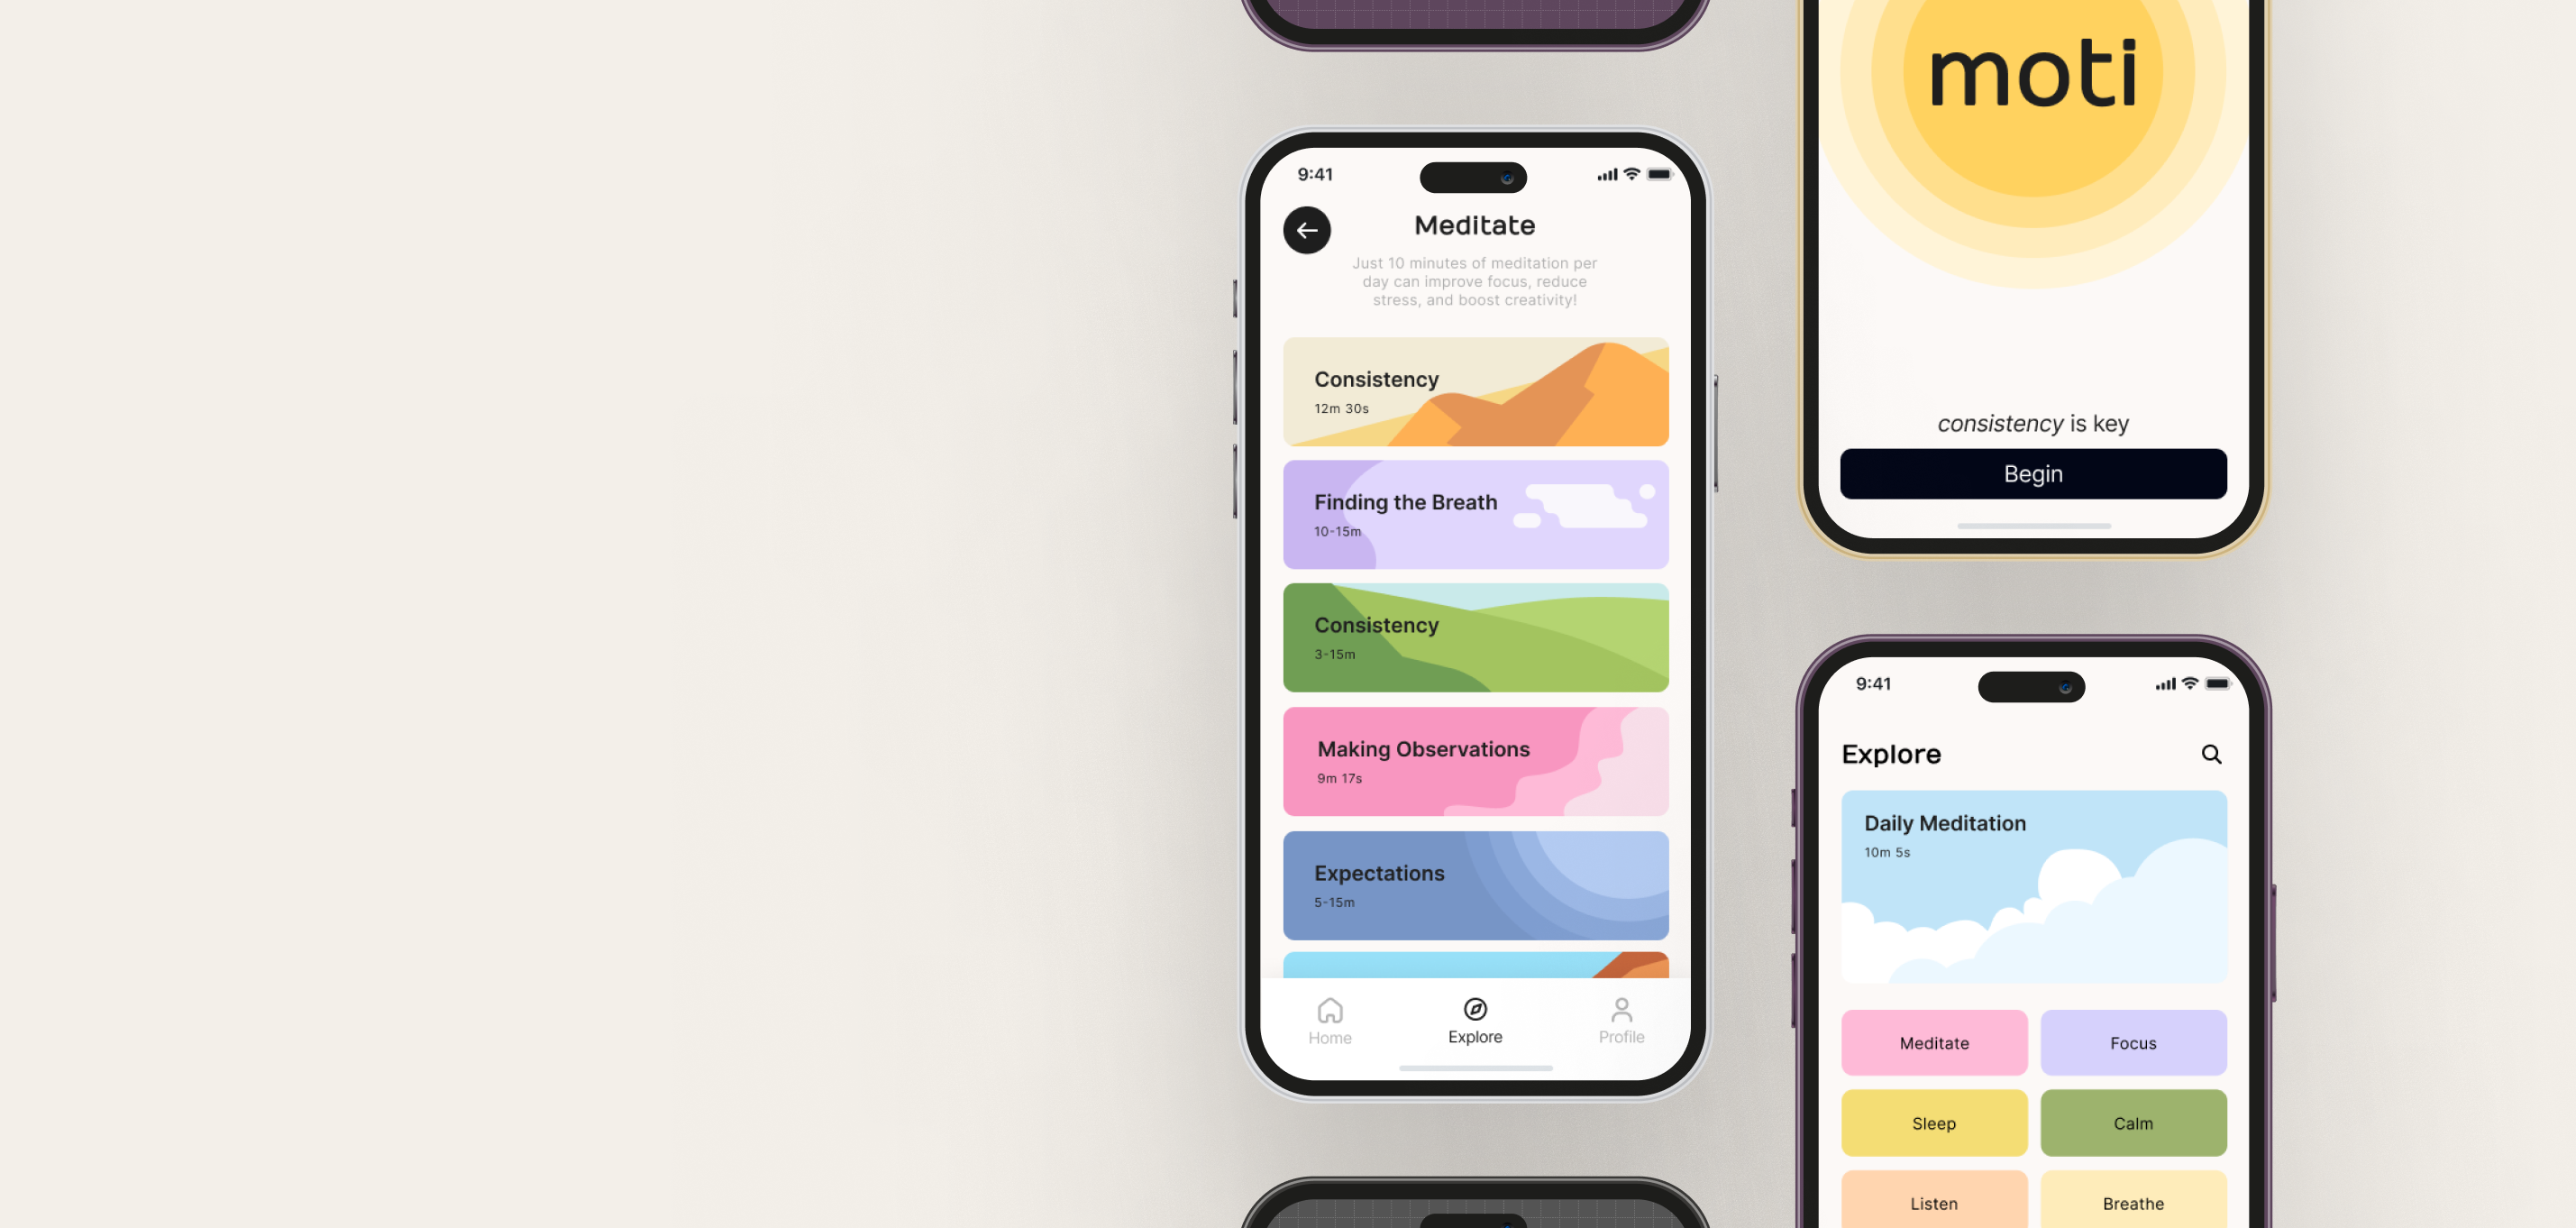 9:41
Meditate
Just 10 minutes of meditation per
day can improve focus, reduce
stress, and boost creativity!
Consistency
12m 30s
Finding the Breath
10-15m
Consistency
3-15m
Making Observations
9m 17s
Expectations
5-15m
Home
Explore
Profile
moti
consistency is key
Begin
9:41
Explore
Daily Meditation
10m 5s
Meditate
Focus
Sleep
Calm
Listen
Breathe